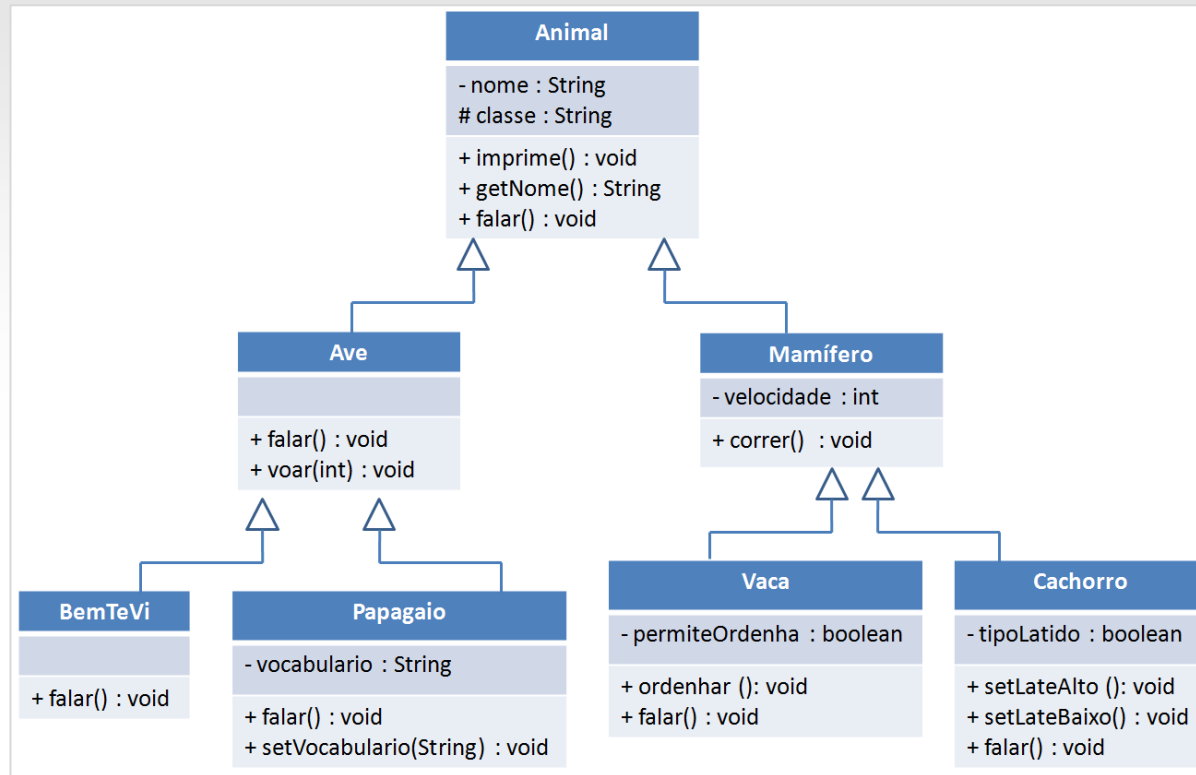 Animal
- nome : String
# classe : String
+ imprime() : void
+ getNome() : String
+ falar() : void
Ave
+ falar() : void
+ voar(int) : void
Mamífero
- velocidade : int
+ correr() : void
BemTeVi
+ falar() : void
Papagaio
- vocabulario : String
+ falar() : void
+ setVocabulario(String) : void
Vaca
- permiteOrdenha : boolean
+ ordenhar (): void
+ falar() : void
Cachorro
- tipoLatido : boolean
+ setLateAlto (): void
+ setLateBaixo() : void
+ falar() : void